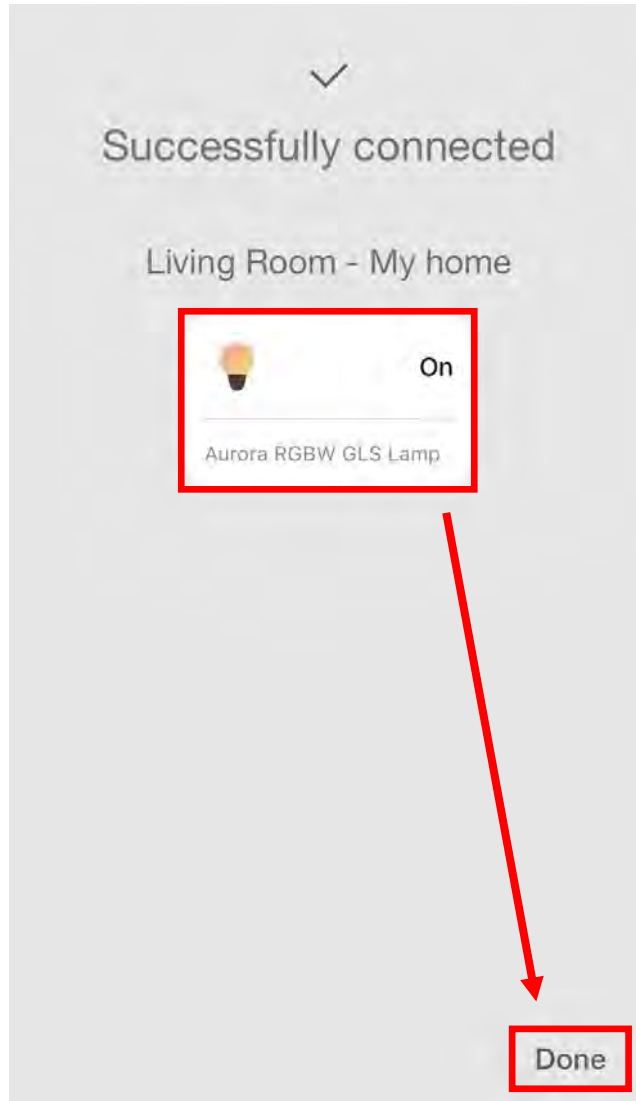 Successfully connected
Living Room - My home
On
Aurora RGBW GLS Lamp
Done